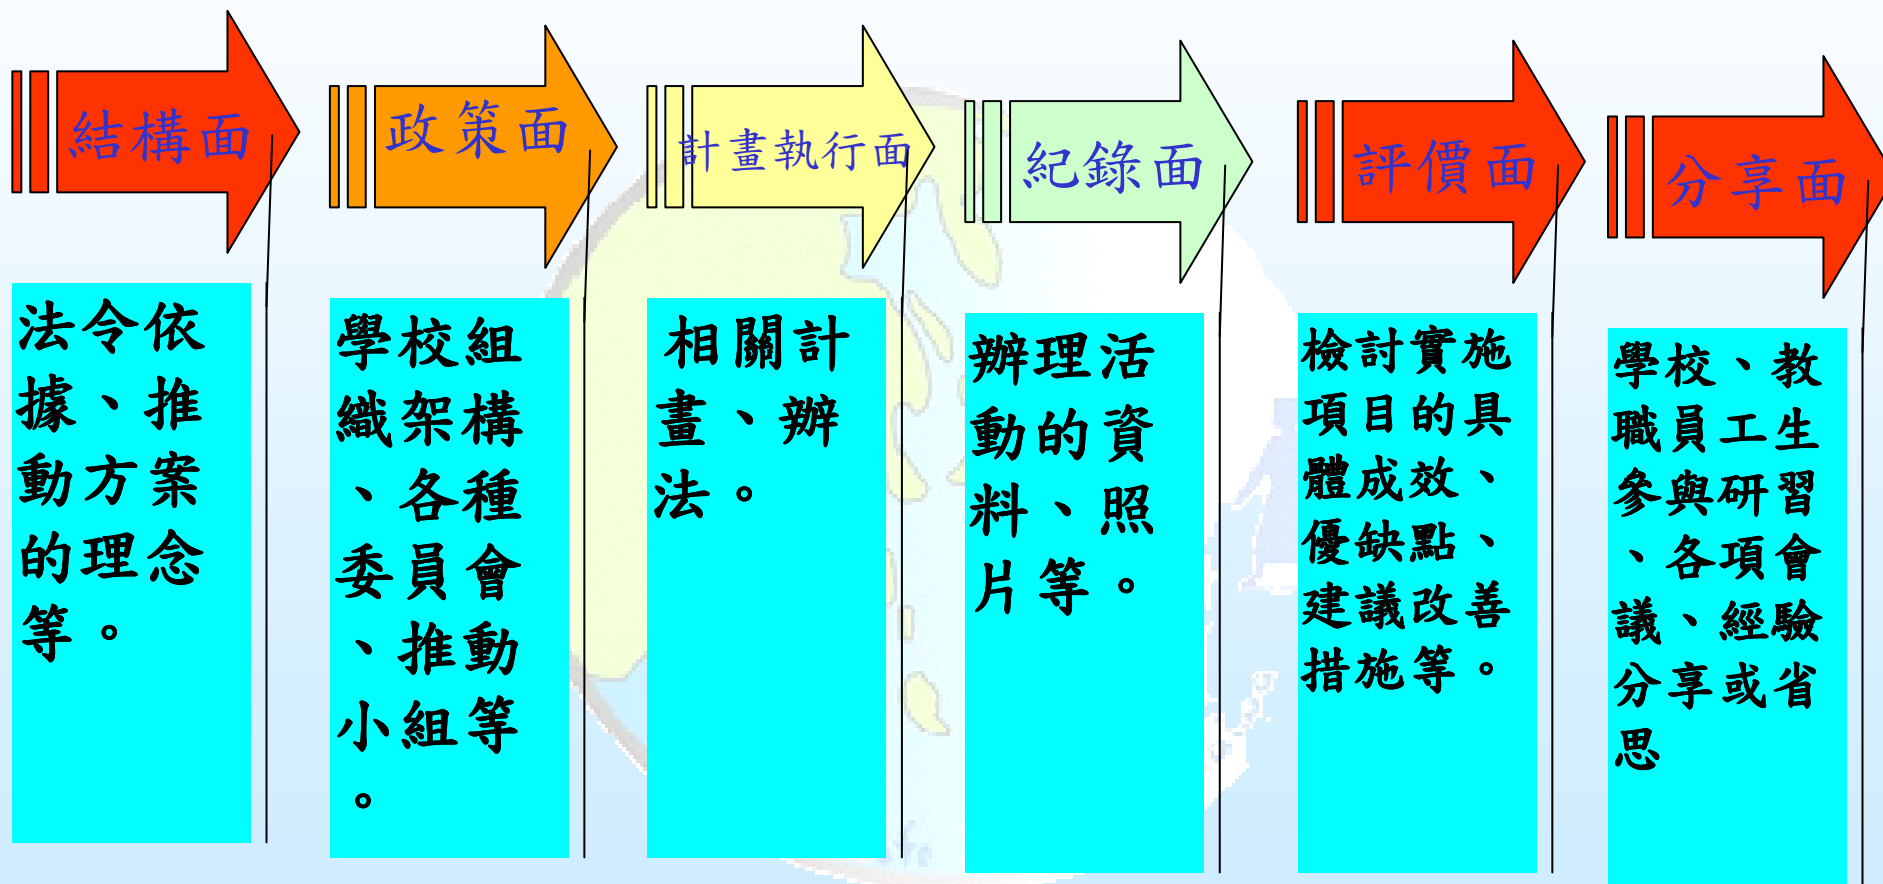 結構面
法令依
據、推
動方案
的理念
等。
政策面
學校組
織架構
、各種
委員會
、推動
小組等
。
計畫執行面
相關計
畫、辦
法。
紀錄面
辦理活
動的資
料、照
片等。
評價面
檢討實施
項目的具
體成效、
優缺點、
建議改善
措施等。
分享面
學校、教
職員工生
參與研習
、各項會
議、經驗
分享或省
思